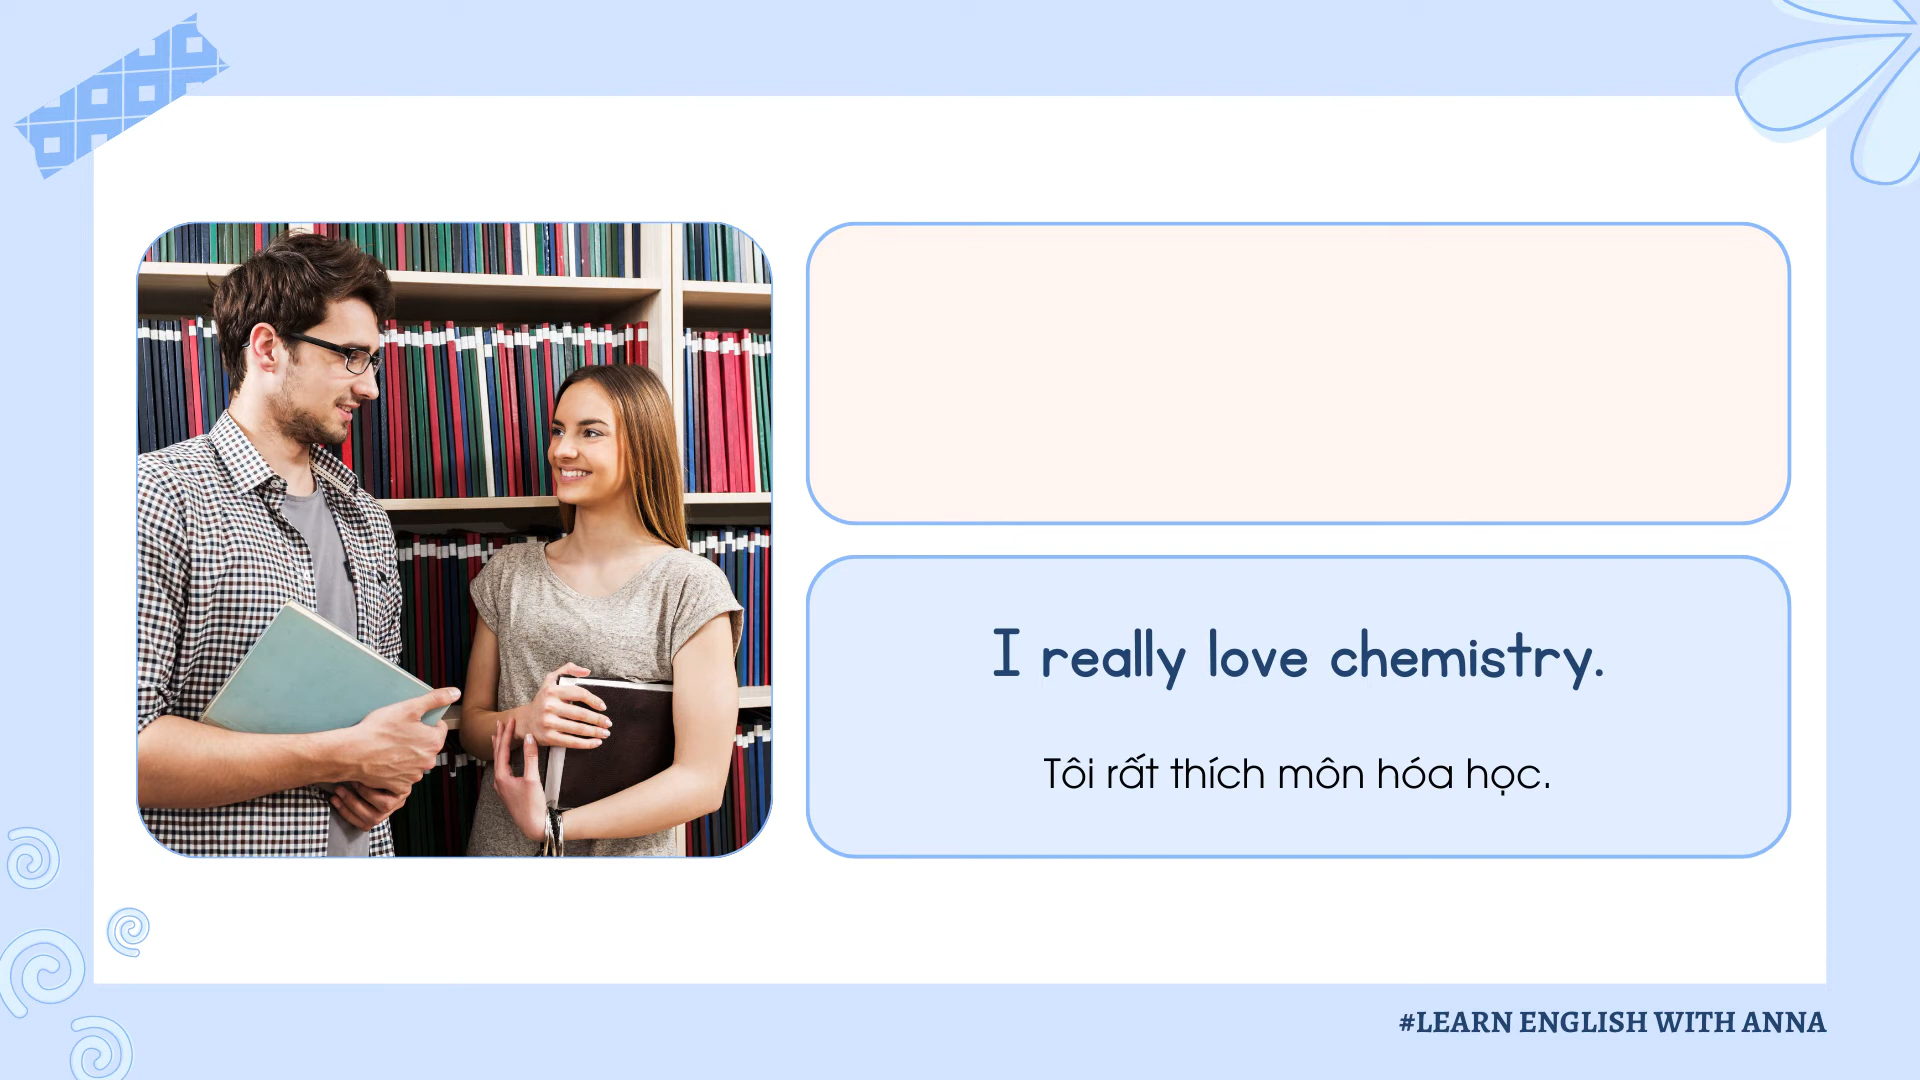 I really love chemistry.
Tôi rất thích môn hóa học.
#LEARN ENGLISH WITH ANNA